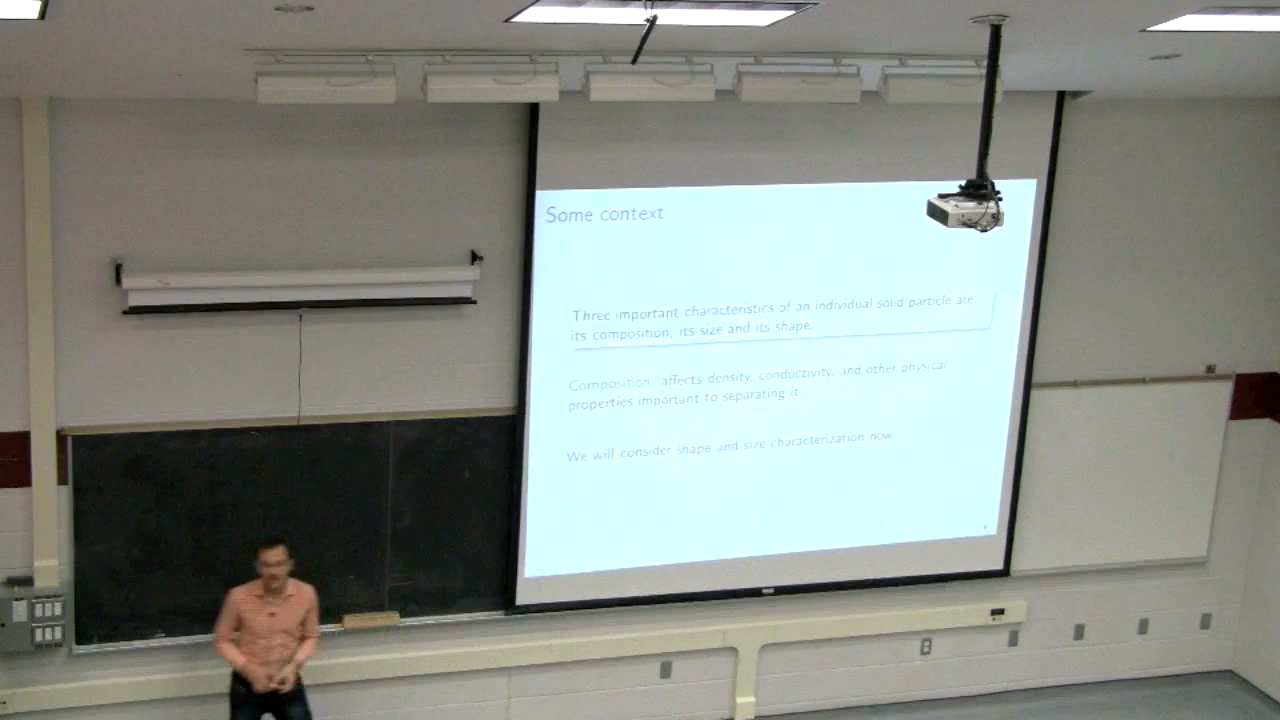 Some context
Three important characteristics of an individual solid particle are
its composition, its size and its shape.
Composition: affects density, conductivity, and other physical
properties important to separating it.
We will consider shape and size characterization now.